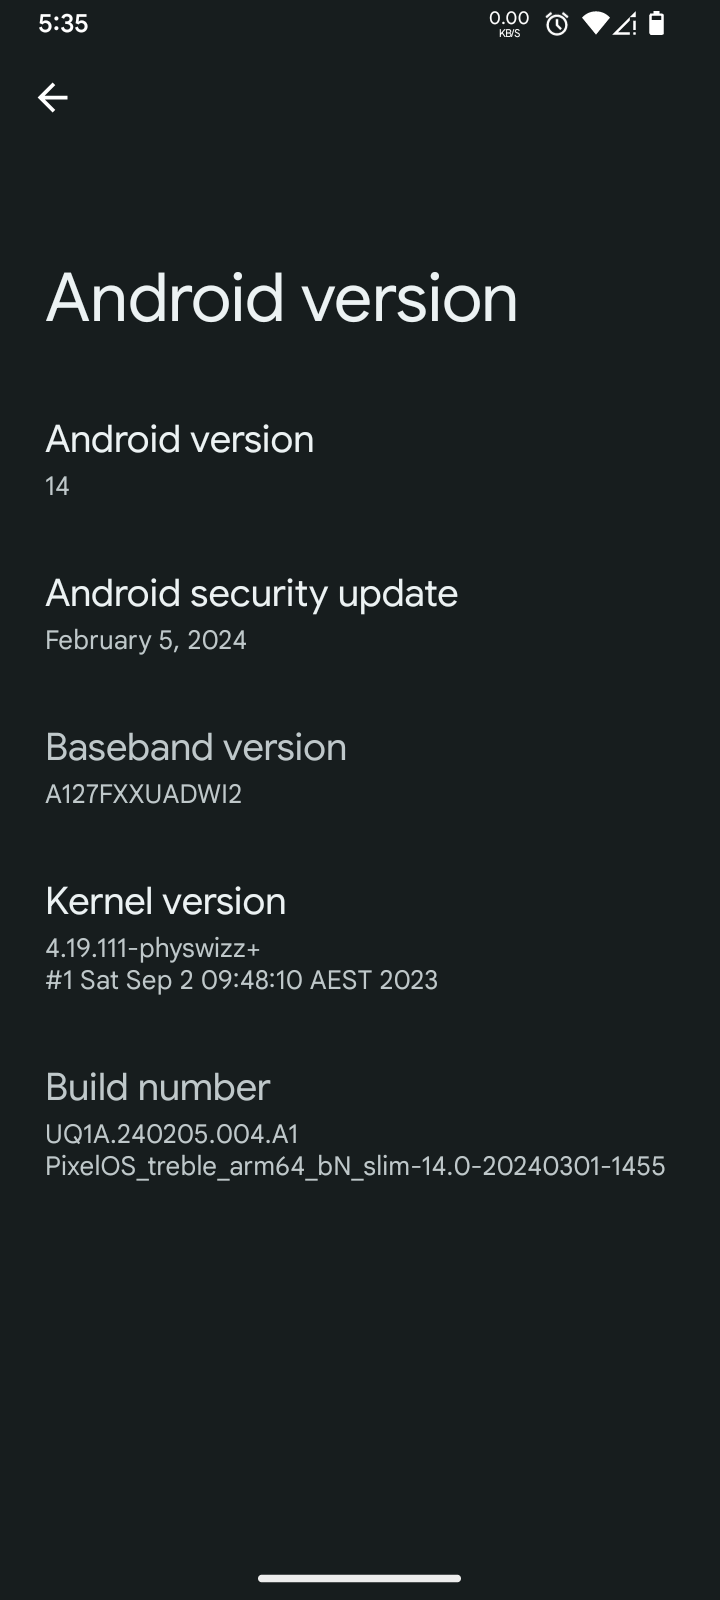 5:35
0.00
KB/S
Android version
Android version
14
Android security update
February 5, 2024
Baseband version
A127FXXUADWI2
Kernel version
4.19.111-physwizz+
#1 Sat Sep 2 09:48:10 AEST 2023
Build number
UQ1A.240205.004.A1
PixelOS_treble_arm64_bN_slim-14.0-20240301-1455